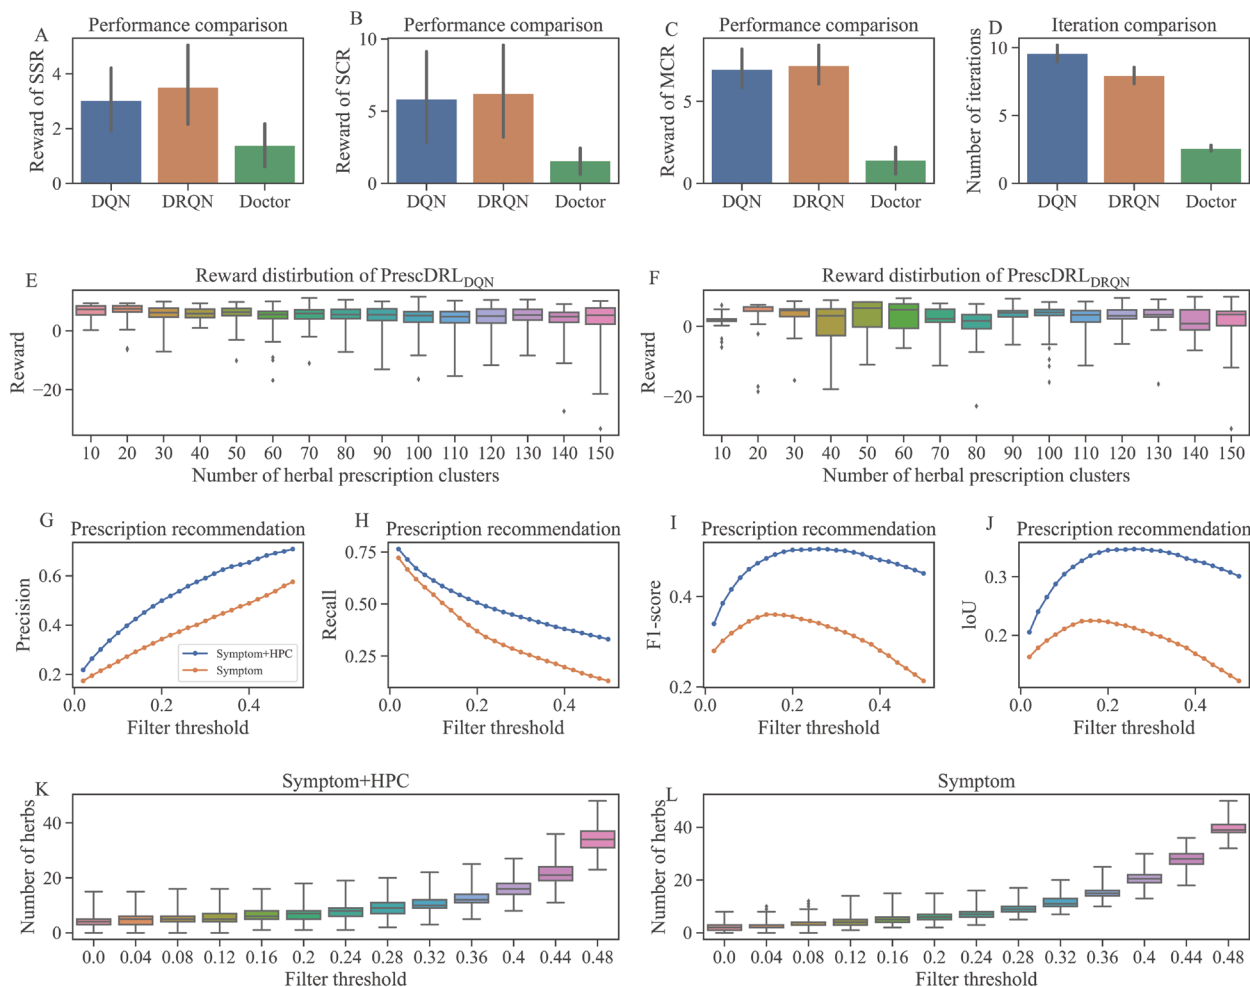 A
Performance comparison
Reward of SSR
4
2
0
DQN DRQN Doctor
B
Performance comparison
Reward of SCR
10
5
0
DQN DRQN Doctor
C
Performance comparison
Reward of MCR
5
0
DQN DRQN Doctor
D
Iteration comparison
Number of iterations
10
5
0
DQN DRQN Doctor
E
Reward distirbution of PrescDRL DQN
Reward
0
−20
10 20 30 40 50 60 70 80 90 100 110 120 130 140 150
Number of herbal prescription clusters
F
Reward distirbution of PrescDRL DRQN
Reward
0
−20
10 20 30 40 50 60 70 80 90 100 110 120 130 140 150
Number of herbal prescription clusters
G
Prescription recommendation
Precision
0.6
0.4
0.2
Symptom+HPC
Symptom
0.0 0.2 0.4
Filter threshold
H
Prescription recommendation
Recall
0.75
0.50
0.25
0.0 0.2 0.4
Filter threshold
I
Prescription recommendation
F1-score
0.4
0.2
0.0 0.2 0.4
Filter threshold
J
Prescription recommendation
IoU
0.3
0.2
0.0 0.2 0.4
Filter threshold
K
Symptom+HPC
Number of herbs
40
20
0
0.0 0.04 0.08 0.12 0.16 0.2 0.24 0.28 0.32 0.36 0.4 0.44 0.48
Filter threshold
L
Symptom
Number of herbs
40
20
0
0.0 0.04 0.08 0.12 0.16 0.2 0.24 0.28 0.32 0.36 0.4 0.44 0.48
Filter threshold